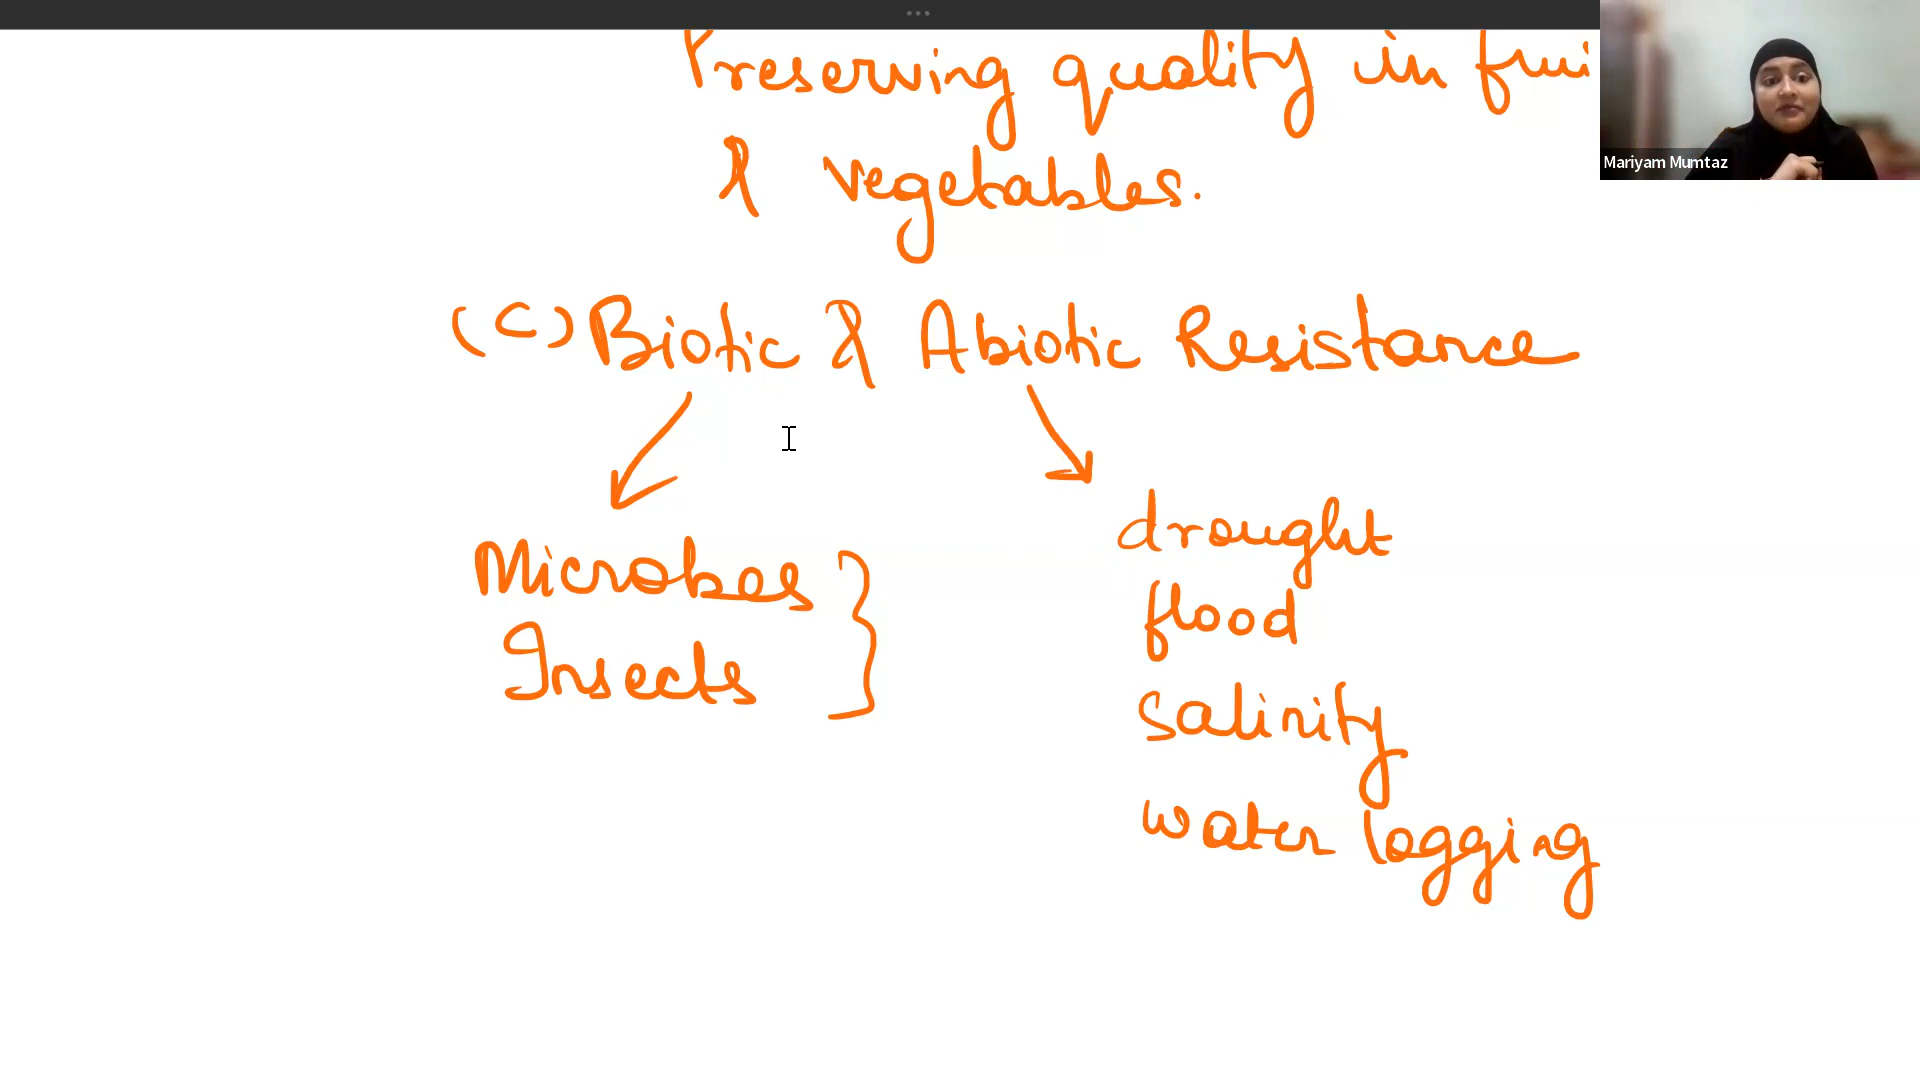 Preserving quality in frui
& vegetables.
(C) Biotic & Abiotic Resistance
Microbes
Insects
drought
flood
salinity
water logging
Mariyam Mumtaz